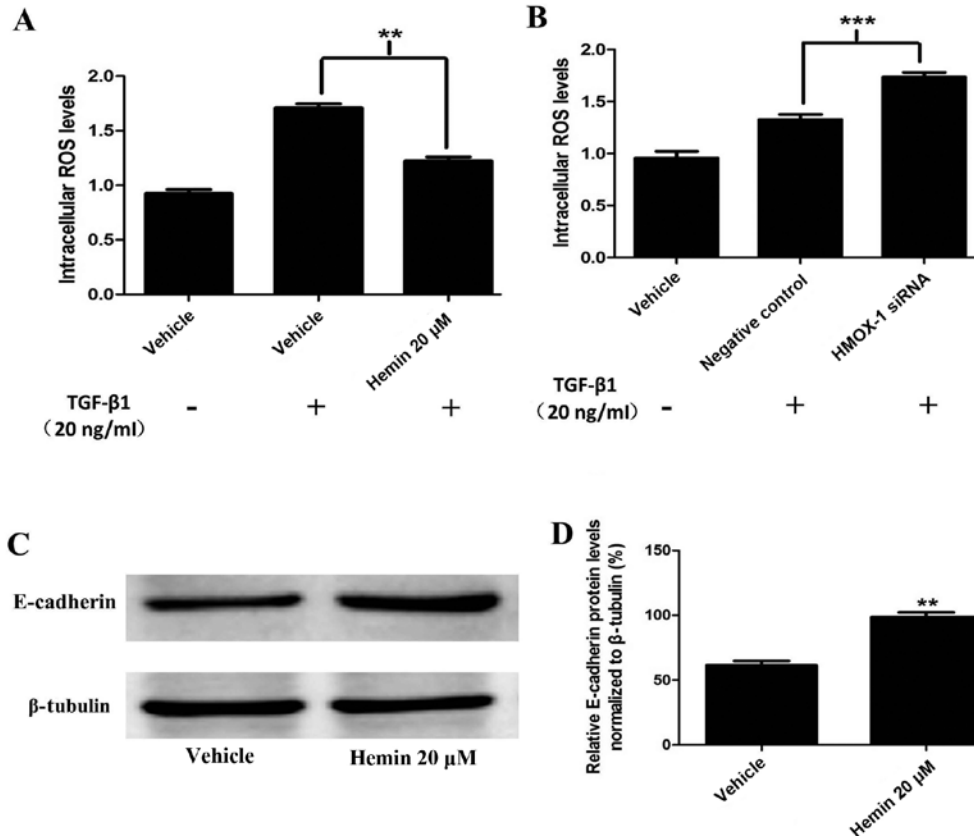 A
**
Intracellular ROS levels
2.0
1.5
1.0
0.5
0.0
Vehicle
Vehicle
Hemin 20 μM
TGF-β1
（20 ng/ml）
-
+
+
B
***
Intracellular ROS levels
2.0
1.5
1.0
0.5
0.0
Vehicle
Negative control
HMOX-1 siRNA
TGF-β1
（20 ng/ml）
-
+
+
C
E-cadherin
β-tubulin
Vehicle
Hemin 20 μM
D
Relative E-cadherin protein levels
normalized to β-tubulin (%)
150
100
50
0
**
Vehicle
Hemin 20 μM